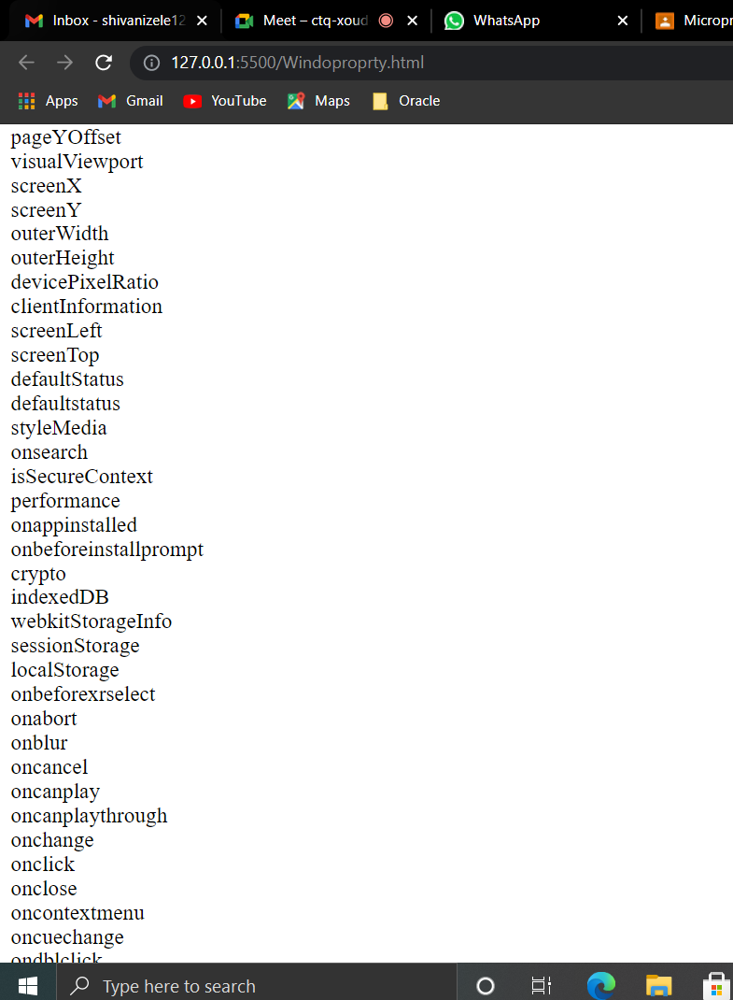 Inbox - shivanizele12
Meet – ctq-xoud
WhatsApp
Micropr
127.0.0.1:5500/Windoproprty.html
Apps
Gmail
YouTube
Maps
Oracle
pageYOffset
visualViewport
screenX
screenY
outerWidth
outerHeight
devicePixelRatio
clientInformation
screenLeft
screenTop
defaultStatus
defaultstatus
styleMedia
onsearch
isSecureContext
performance
onappinstalled
onbeforeinstallprompt
crypto
indexedDB
webkitStorageInfo
sessionStorage
localStorage
onbeforexrselect
onabort
onblur
oncancel
oncanplay
oncanplaythrough
onchange
onclick
onclose
oncontextmenu
oncuechange
ondblclick
Type here to search